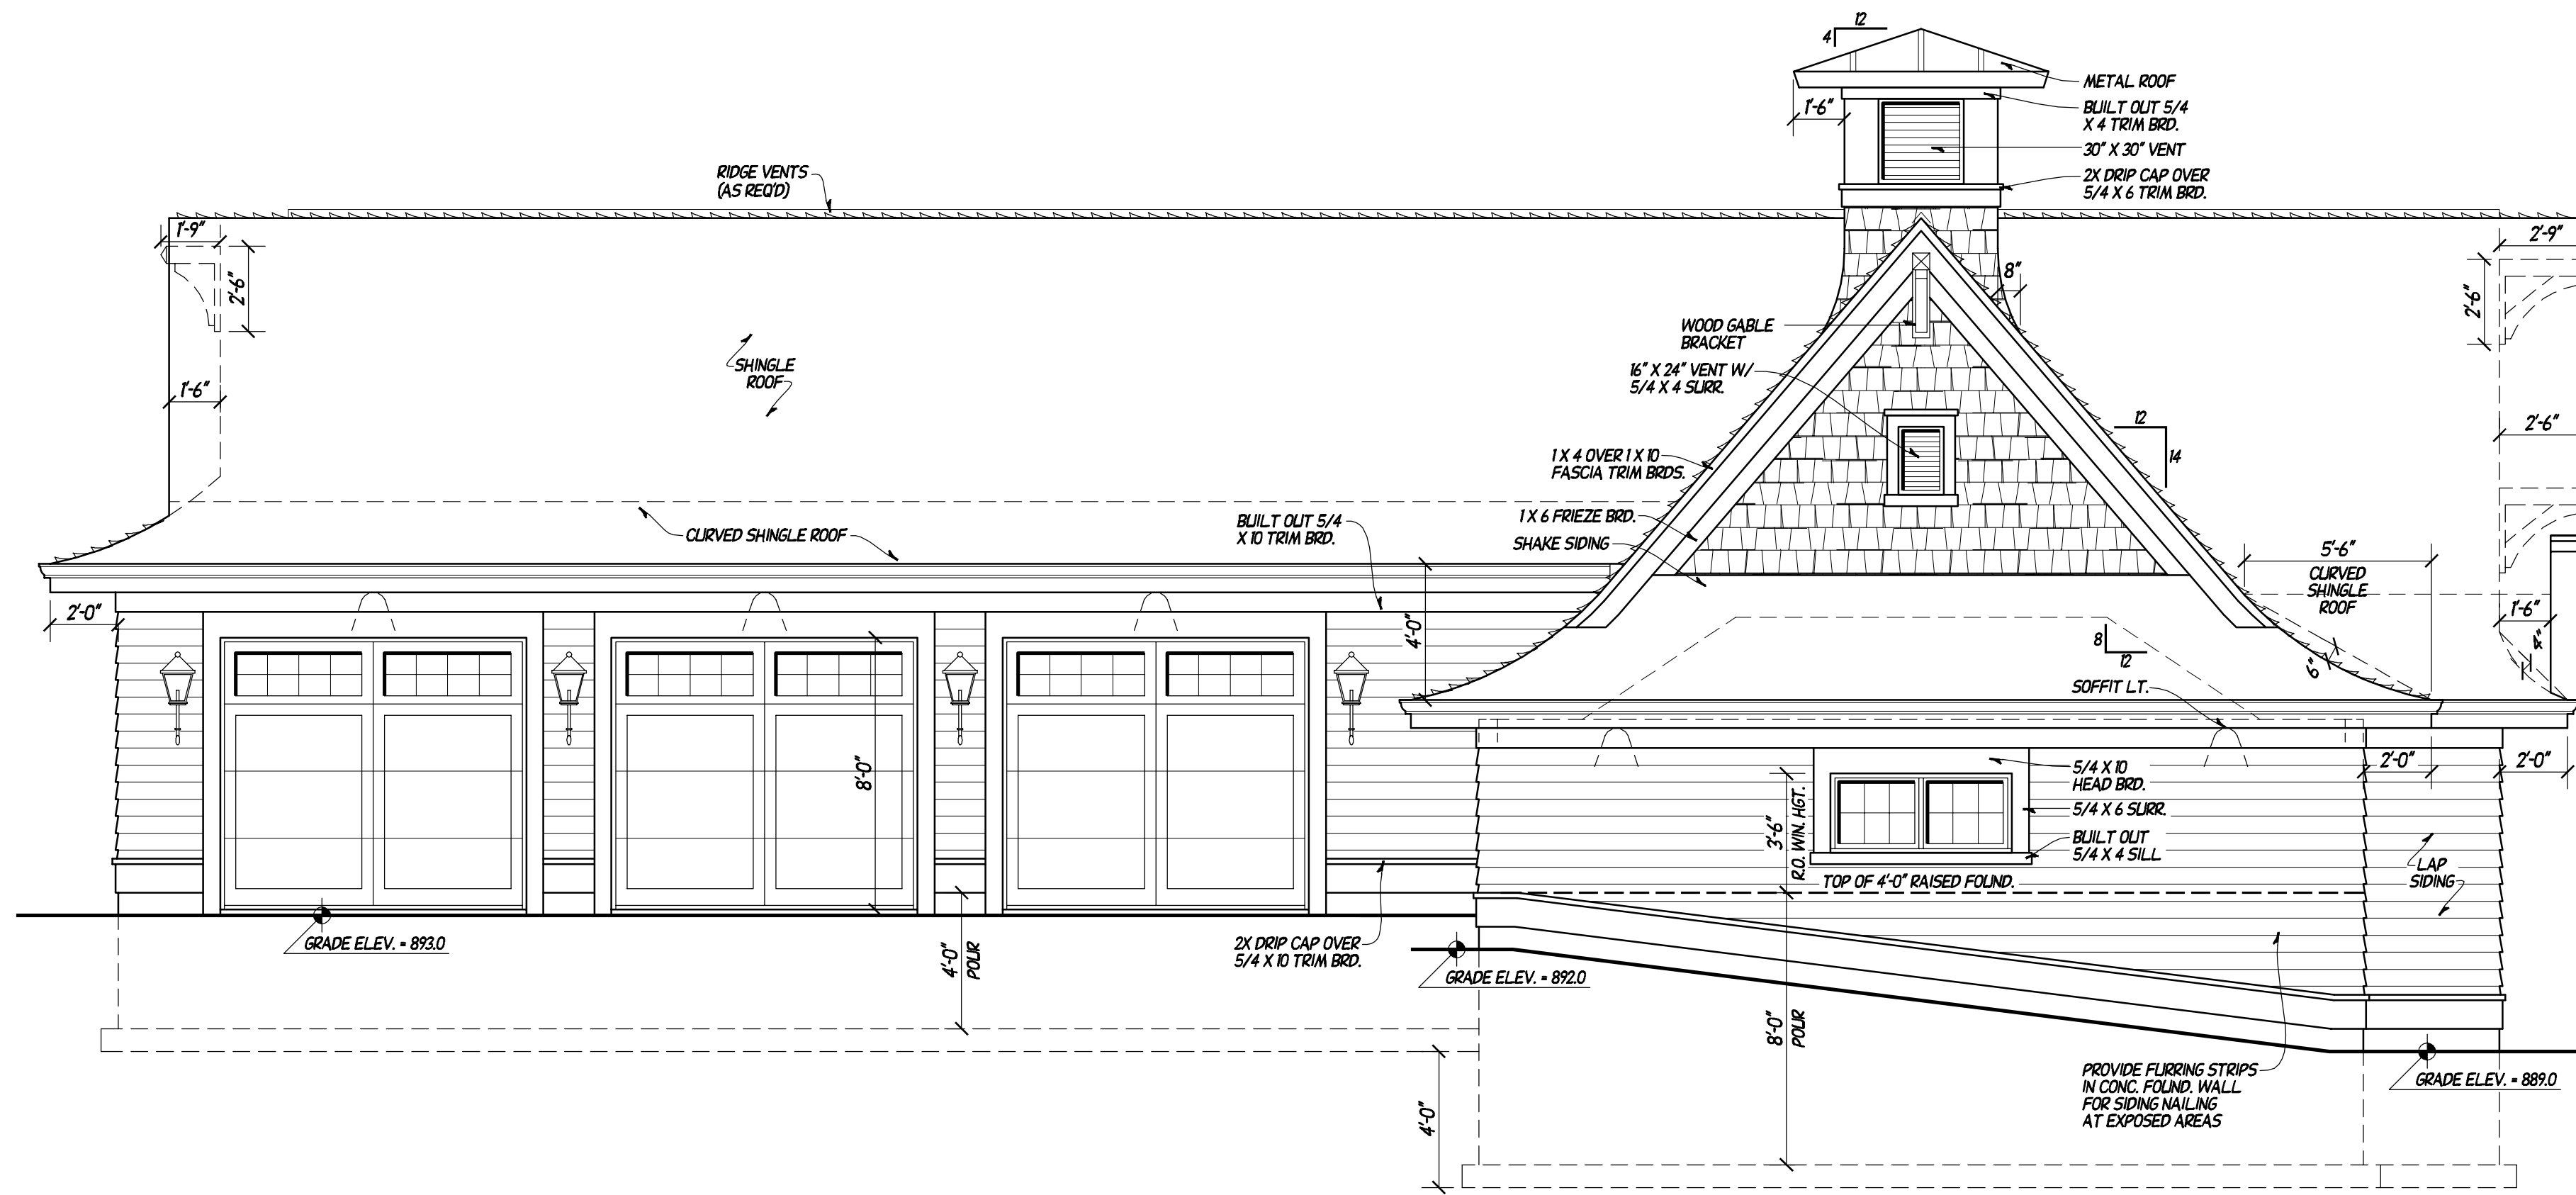 12
4
METAL ROOF
1'-6"
BUILT OUT 5/4
X 4 TRIM BRD.
30" X 30" VENT
2X DRIP CAP OVER
5/4 X 6 TRIM BRD.
RIDGE VENTS
(AS REQ'D)
1'-9"
2'-6"
1'-6"
SHINGLE
ROOF
8"
WOOD GABLE
BRACKET
16" X 24" VENT W/
5/4 X 4 SURR.
12
14
1 X 4 OVER 1 X 10
FASCIA TRIM BRDS.
1 X 6 FRIEZE BRD.
SHAKE SIDING
2'-9"
2'-6"
2'-6"
CURVED SHINGLE ROOF
BUILT OUT 5/4
X 10 TRIM BRD.
5'-6"
CURVED
SHINGLE
ROOF
1'-6"
4"
6"
2'-0"
4'-0"
8
12
SOFFIT LT.
2'-0"
2'-0"
8'-0"
3'-6"
R.O. WIN. HGT.
5/4 X 10
HEAD BRD.
5/4 X 6 SURR.
BUILT OUT
5/4 X 4 SILL
LAP
SIDING
TOP OF 4'-0" RAISED FOUND.
GRADE ELEV. = 893.0
4'-0"
POUR
2X DRIP CAP OVER
5/4 X 10 TRIM BRD.
GRADE ELEV. = 892.0
8'-0"
POUR
PROVIDE FURRING STRIPS
IN CONC. FOUND. WALL
FOR SIDING NAILING
AT EXPOSED AREAS
GRADE ELEV. = 889.0
4'-0"